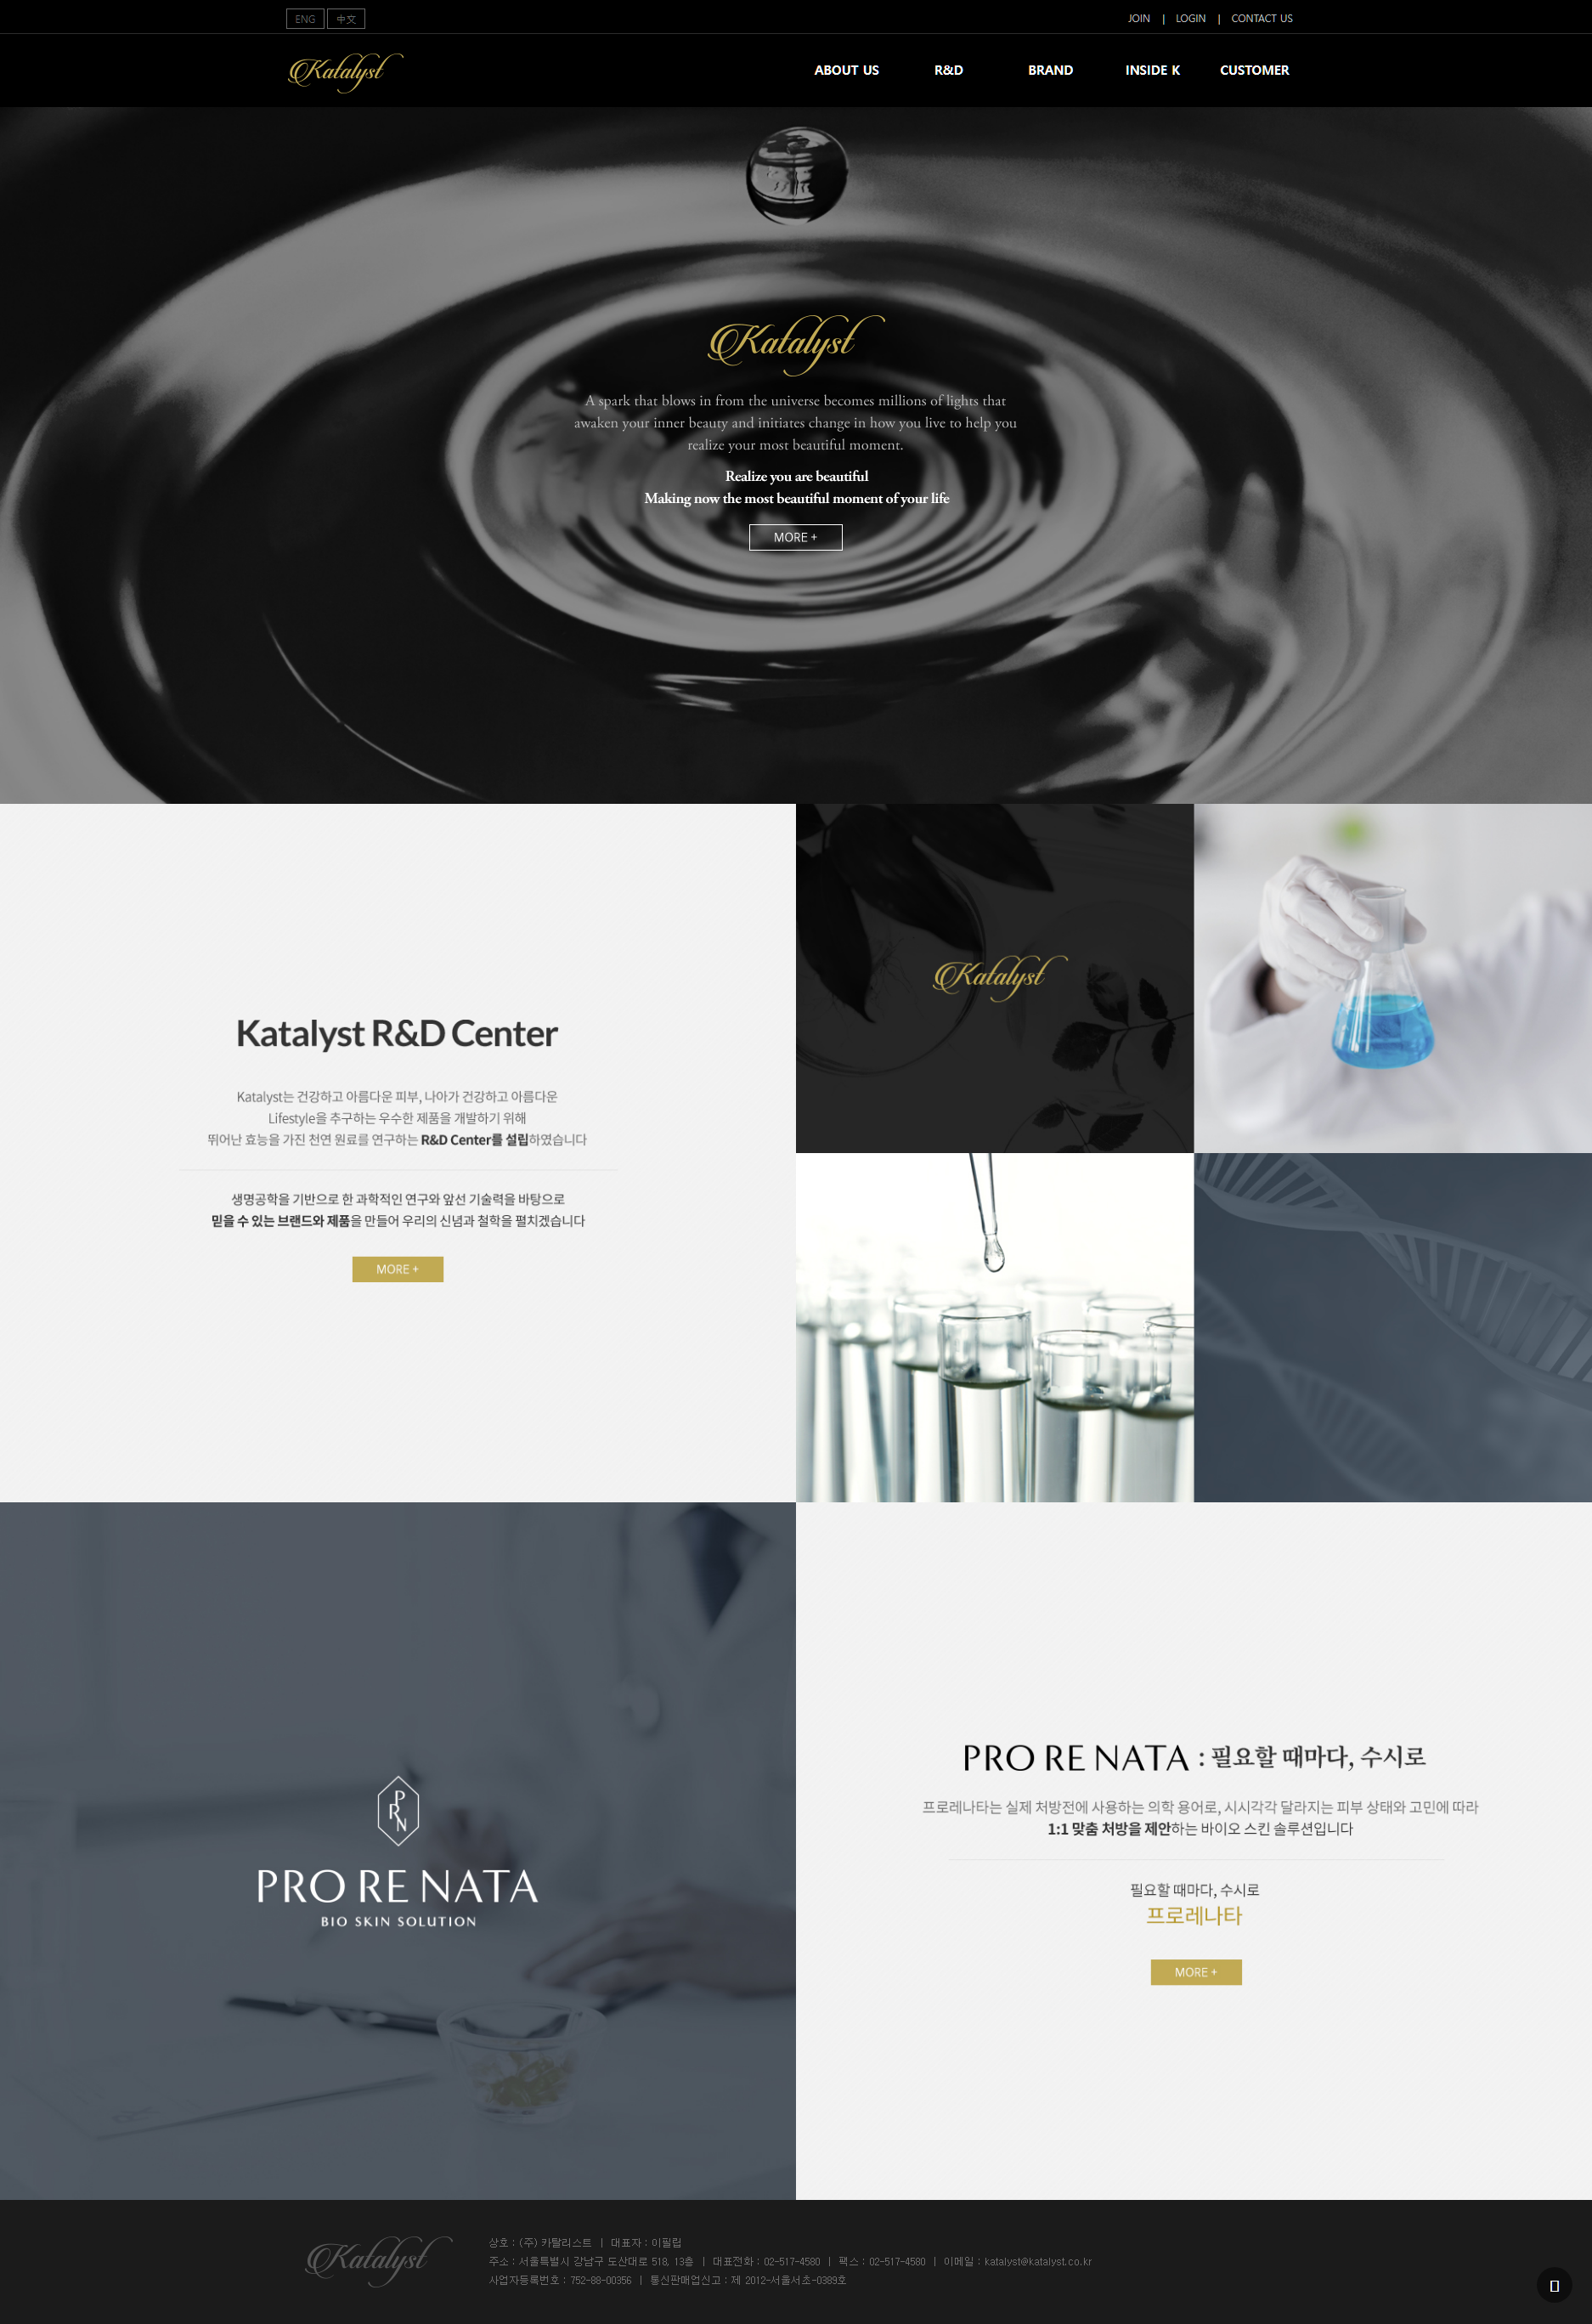 ENG 中文
JOIN | LOGIN | CONTACT US
Katalyst
ABOUT US R&D BRAND INSIDE K CUSTOMER
Katalyst
A spark that blows in from the universe becomes millions of lights that
awaken your inner beauty and initiates change in how you live to help you
realize your most beautiful moment.
Realize you are beautiful
Making now the most beautiful moment of your life
MORE +
Katalyst R&D Center
Katalyst는 건강하고 아름다운 피부, 나아가 건강하고 아름다운
Lifestyle을 추구하는 우수한 제품을 개발하기 위해
뛰어난 효능을 가진 천연 원료를 연구하는 R&D Center를 설립하였습니다
생명공학을 기반으로 한 과학적인 연구와 앞선 기술력을 바탕으로
믿을 수 있는 브랜드와 제품을 만들어 우리의 신념과 철학을 펼치겠습니다
MORE +
Katalyst
PRN
PRO RE NATA
BIO SKIN SOLUTION
PRO RE NATA : 필요할 때마다, 수시로
프로레나타는 실제 처방전에 사용하는 의학 용어로, 시시각각 달라지는 피부 상태와 고민에 따라
1:1 맞춤 처방을 제안하는 바이오 스킨 솔루션입니다
필요할 때마다, 수시로
프로레나타
MORE +
Katalyst
상호 : (주) 카탈리스트 | 대표자 : 이필립
주소 : 서울특별시 강남구 도산대로 518, 13층 | 대표전화 : 02-517-4580 | 팩스 : 02-517-4580 | 이메일 : katalyst@katalyst.co.kr
사업자등록번호 : 752-88-00356 | 통신판매업신고 : 제 2012-서울서초-0389호